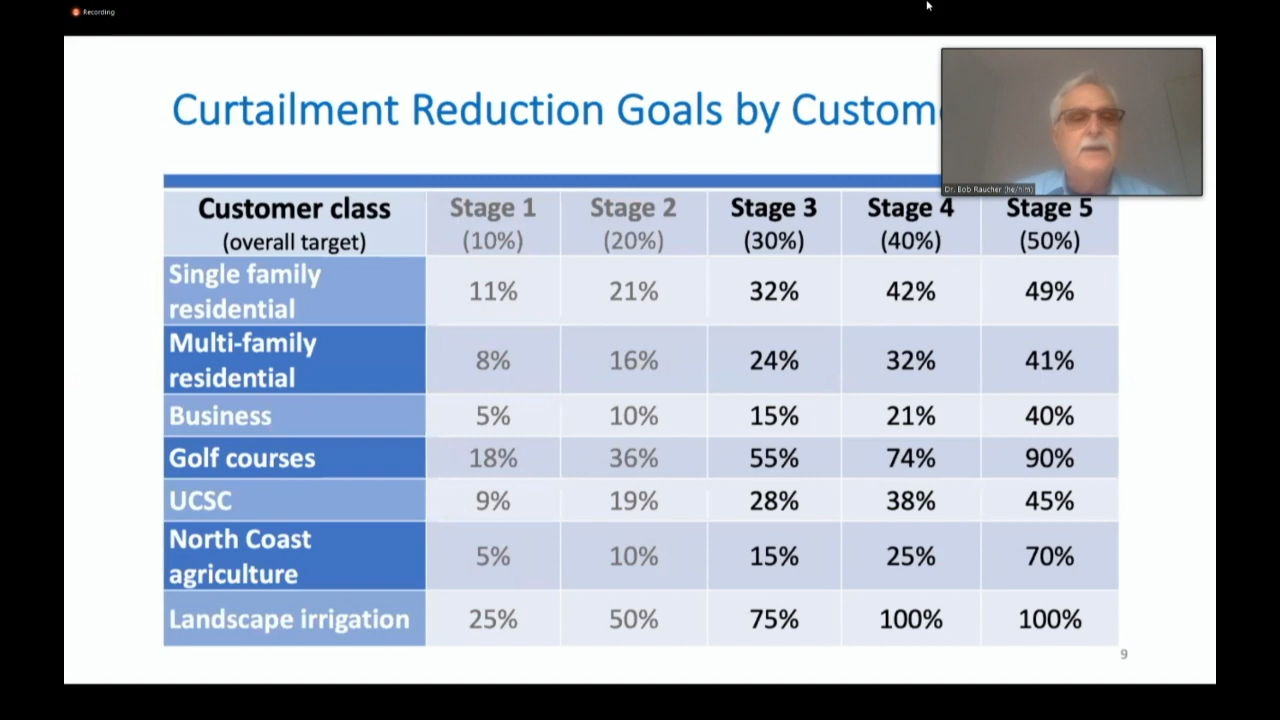 Recording
Curtailment Reduction Goals by Custome
Dr. Bob Raucher (he/him)
Customer class Stage 1 Stage 2 Stage 3 Stage 4 Stage 5
(overall target) (10%) (20%) (30%) (40%) (50%)
Single family
residential 11% 21% 32% 42% 49%
Multi-family
residential 8% 16% 24% 32% 41%
Business 5% 10% 15% 21% 40%
Golf courses 18% 36% 55% 74% 90%
UCSC 9% 19% 28% 38% 45%
North Coast
agriculture 5% 10% 15% 25% 70%
Landscape irrigation 25% 50% 75% 100% 100%
9